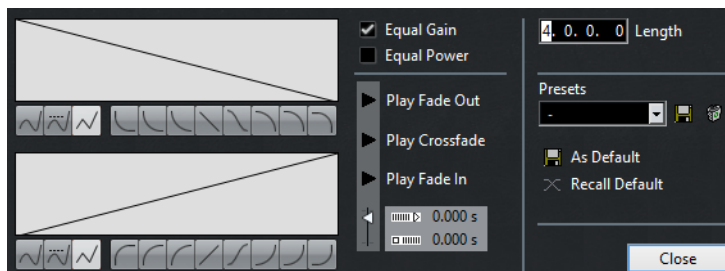 Equal Gain
Equal Power
Play Fade Out
Play Crossfade
Play Fade In
0.000 s
0.000 s
4. 0. 0. 0 Length
Presets
-
As Default
Recall Default
Close